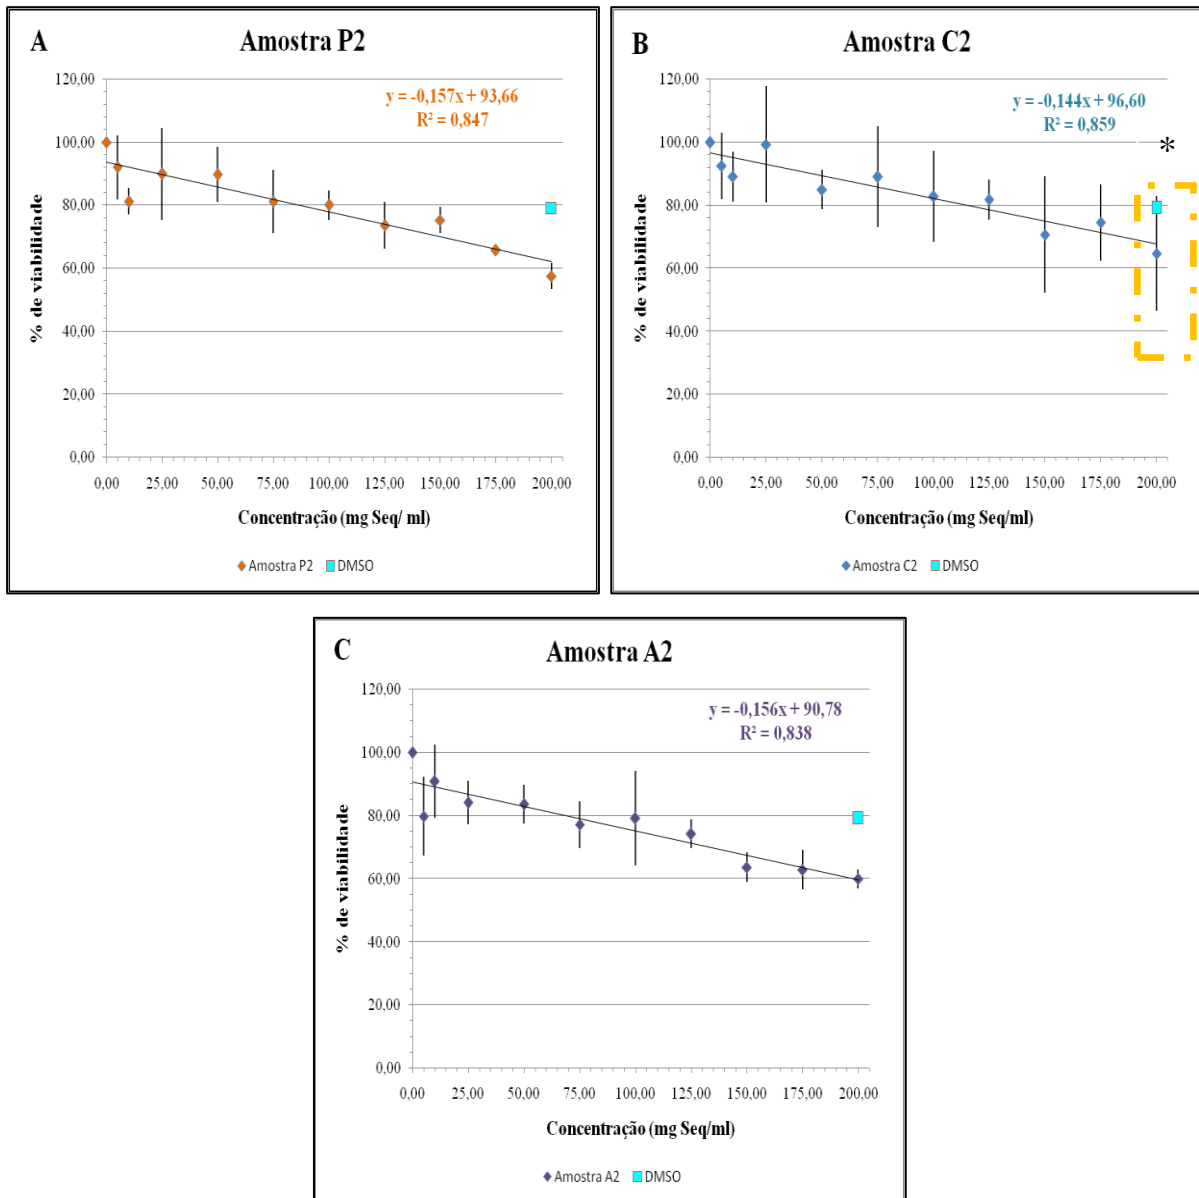 A
Amostra P2
y = -0,157x + 93,66
R² = 0,847
120,00
100,00
80,00
60,00
40,00
20,00
0,00
% de viabilidade
0,00 25,00 50,00 75,00 100,00 125,00 150,00 175,00 200,00
Concentração (mg Seq/ ml)
Amostra P2 DMSO
B
Amostra C2
y = -0,144x + 96,60
R² = 0,859
*
120,00
100,00
80,00
60,00
40,00
20,00
0,00
% de viabilidade
0,00 25,00 50,00 75,00 100,00 125,00 150,00 175,00 200,00
Concentração (mg Seq/ml)
Amostra C2 DMSO
C
Amostra A2
y = -0,156x + 90,78
R² = 0,838
120,00
100,00
80,00
60,00
40,00
20,00
0,00
% de viabilidade
0,00 25,00 50,00 75,00 100,00 125,00 150,00 175,00 200,00
Concentração (mg Seq/ml)
Amostra A2 DMSO